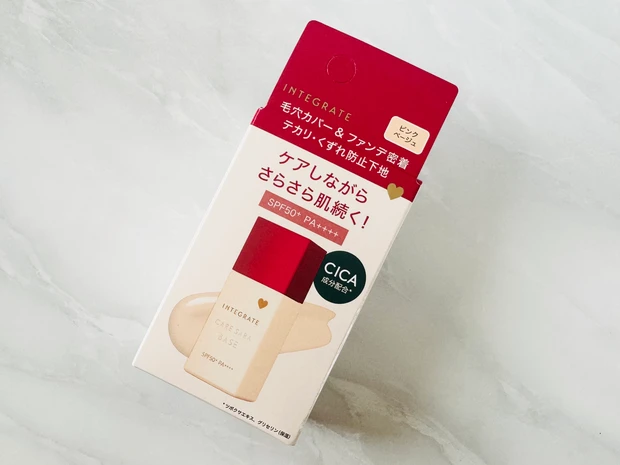 INTEGRATE
毛穴カバー & ファンデ密着
テカリ・くずれ防止下地
ピンク
ベージュ
ケアしながら
さらさら肌続く!
SPF50+ PA++++
CICA
成分配合*
INTEGRATE
CARE SARA
BASE
SPF50+ PA++++
*ツボクサエキス、グリセリン(保湿)